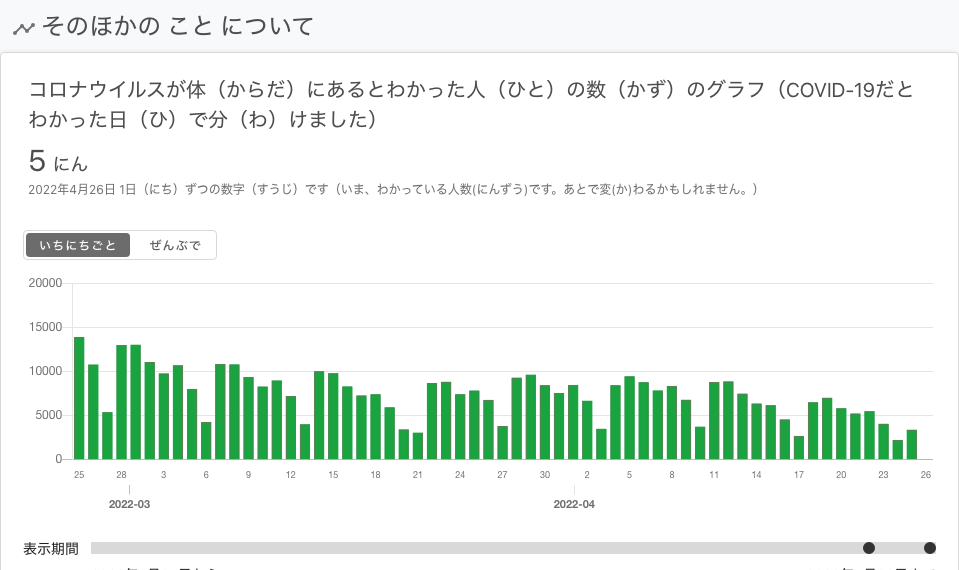 そのほかの こと について
コロナウイルスが体（からだ）にあるとわかった人（ひと）の数（かず）のグラフ（COVID-19だと
わかった日（ひ）で分（わ）けました）
5 にん
2022年4月26日 1日（にち）ずつの数字（すうじ）です（いま、わかっている人数(にんずう)です。あとで変(か)わるかもしれません。）
いちにちごと ぜんぶで
20000
15000
10000
5000
0
25 28 3 6 9 12 15 18 21 24 27 30 2 5 8 11 14 17 20 23 26
2022-03 2022-04
表示期間